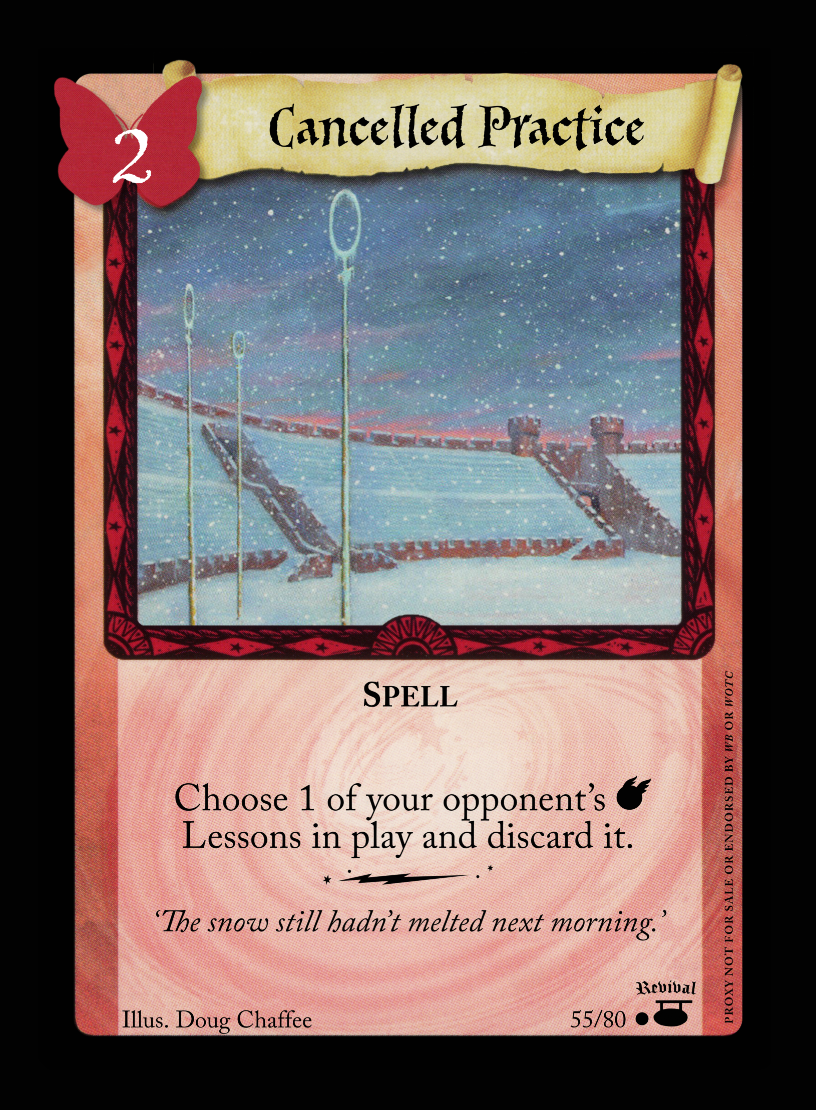 2
Cancelled Practice
SPELL
Choose 1 of your opponent’s
Lessons in play and discard it.
‘The snow still hadn’t melted next morning.’
Revival
Illus. Doug Chaffee
55/80
PROXY NOT FOR SALE OR ENDORSED BY WB OR WOTC